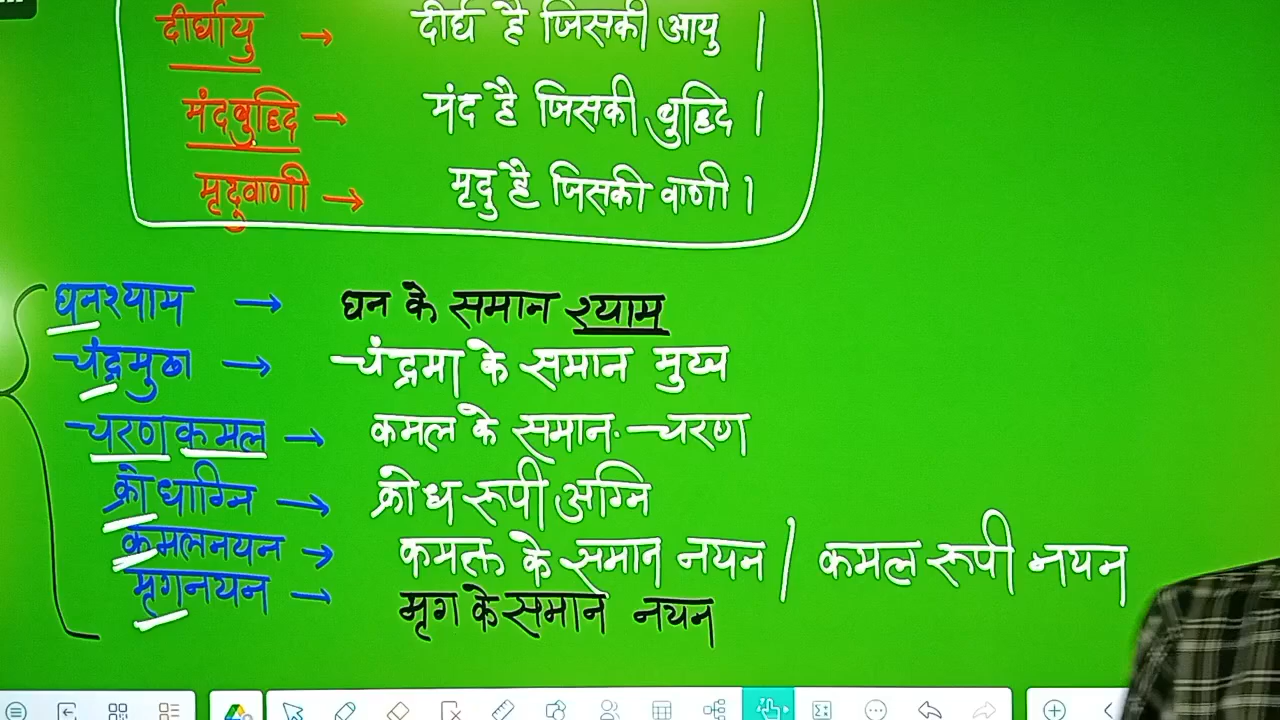 दीर्घायु → दीर्घ है जिसकी आयु |
मंदबुद्धि → मंद है जिसकी बुद्धि |
मृदुवाणी → मृदु है जिसकी वाणी |
घनश्याम → घन के समान श्याम
चंद्रमुख → चंद्रमा के समान मुख
चरणकमल → कमल के समान चरण
क्रोधाग्नि → क्रोध रूपी अग्नि
कमलनयन → कमल के समान नयन / कमल रूपी नयन
मृगनयन → मृग के समान नयन